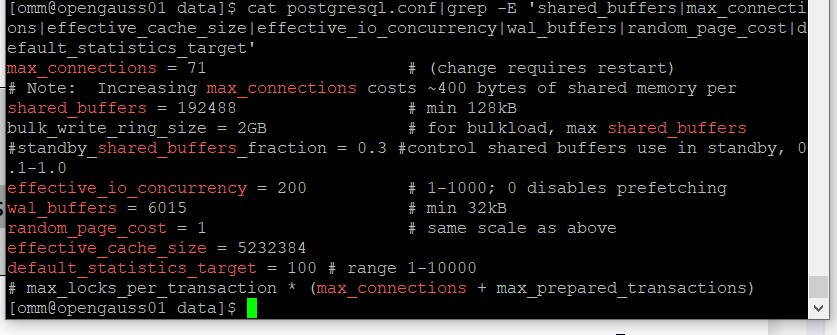 [omm@opengauss01 data]$ cat postgresql.conf|grep -E 'shared_buffers|max_connecti
ons|effective_cache_size|effective_io_concurrency|wal_buffers|random_page_cost|d
efault_statistics_target'
max_connections = 71 # (change requires restart)
# Note:  Increasing max_connections costs ~400 bytes of shared memory per
shared_buffers = 192488 # min 128kB
bulk_write_ring_size = 2GB # for bulkload, max shared_buffers
#standby_shared_buffers_fraction = 0.3 #control shared buffers use in standby, 0
.1-1.0
effective_io_concurrency = 200 # 1-1000; 0 disables prefetching
wal_buffers = 6015 # min 32kB
random_page_cost = 1 # same scale as above
effective_cache_size = 5232384
default_statistics_target = 100 # range 1-10000
# max_locks_per_transaction * (max_connections + max_prepared_transactions)
[omm@opengauss01 data]$